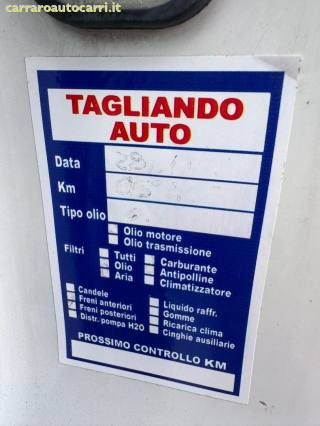 carraroautocarri.it
TAGLIANDO
AUTO
Data
Km
Tipo olio
Olio motore
Olio trasmissione
Filtri
Tutti Carburante
Olio Antipolline
Aria Climatizzatore
Candele Liquido raffr.
Freni anteriori Gomme
Freni posteriori Ricarica clima
Distr. pompa H2O Cinghie ausiliarie
PROSSIMO CONTROLLO KM